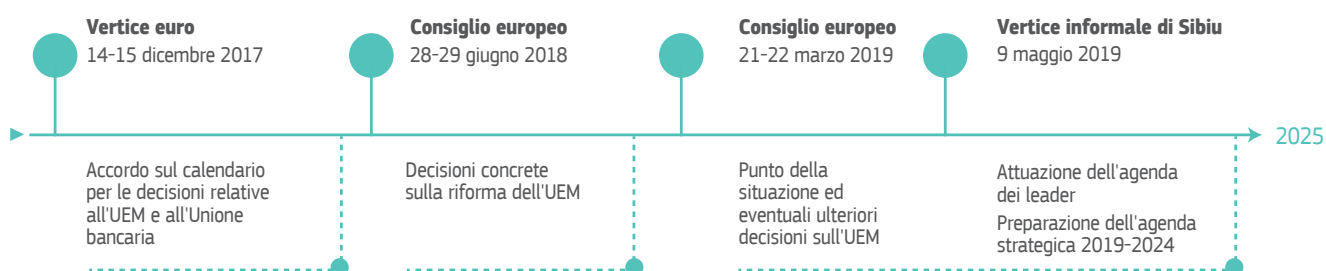 Vertice euro
14-15 dicembre 2017
Consiglio europeo
28-29 giugno 2018
Consiglio europeo
21-22 marzo 2019
Vertice informale di Sibiu
9 maggio 2019
2025
Accordo sul calendario
per le decisioni relative
all'UEM e all'Unione
bancaria
Decisioni concrete
sulla riforma dell'UEM
Punto della
situazione ed
eventuali ulteriori
decisioni sull'UEM
Attuazione dell'agenda
dei leader
Preparazione dell'agenda
strategica 2019-2024